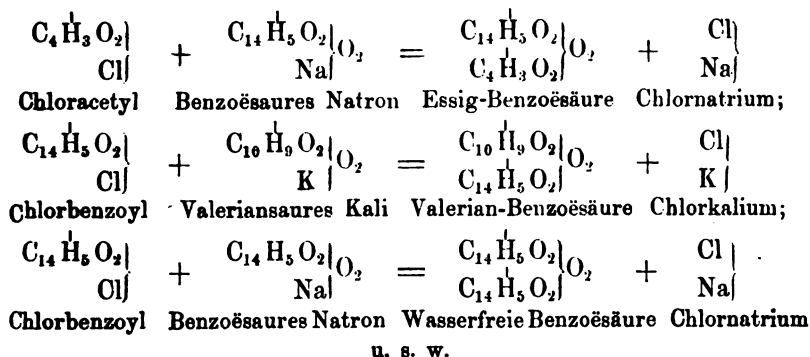 C₄H₃O₂ + C₁₄H₅O₂ O₂ = C₁₄H₅O₂ O₂ + Cl
Cl Na C₄H₃O₂ Na
Chloracetyl Benzoësaures Natron Essig-Benzoësäure Chlornatrium;
C₁₄H₅O₂ + C₁₀H₉O₂ O₂ = C₁₀H₉O₂ O₂ + Cl
Cl K C₁₄H₅O₂ K
Chlorbenzoyl Valeriansaures Kali Valerian-Benzoësäure Chlorkalium;
C₁₄H₅O₂ + C₁₄H₅O₂ O₂ = C₁₄H₅O₂ O₂ + Cl
Cl Na C₁₄H₅O₂ Na
Chlorbenzoyl Benzoësaures Natron Wasserfreie Benzoësäure Chlornatrium
u. s. w.